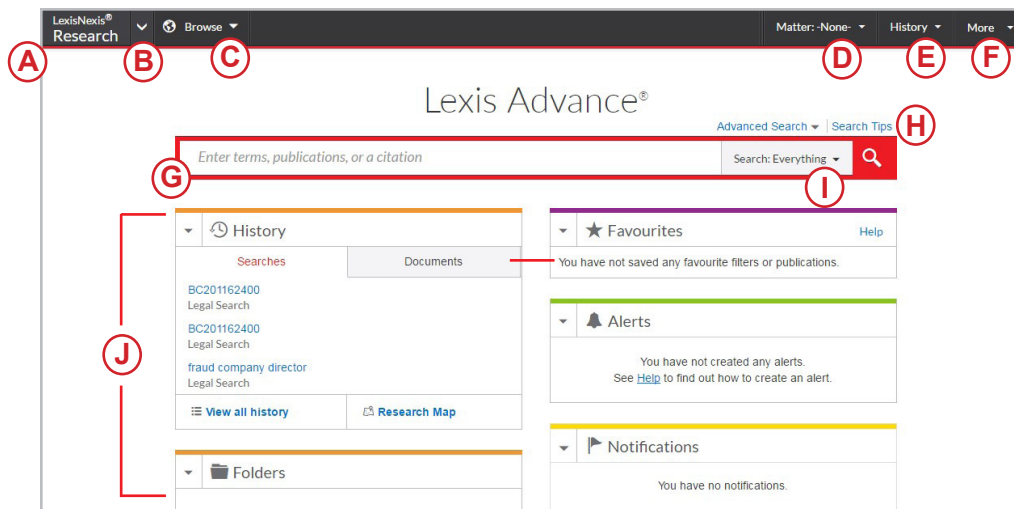 LexisNexis®
Research
Browse
Matter: -None-
History
More
A
B
C
D
E
F
Lexis Advance®
Advanced Search
Search Tips
H
Enter terms, publications, or a citation
Search: Everything
G
I
History
Searches
Documents
BC201162400
Legal Search
BC201162400
Legal Search
fraud company director
Legal Search
View all history
Research Map
J
Folders
Favourites
Help
You have not saved any favourite filters or publications.
Alerts
You have not created any alerts.
See Help to find out how to create an alert.
Notifications
You have no notifications.